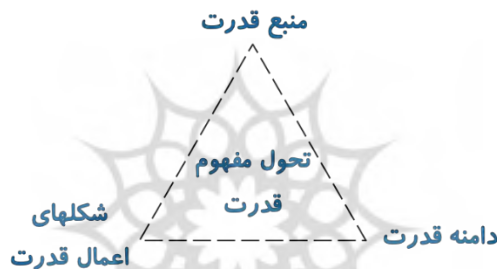 منبع قدرت
تحول مفهوم
قدرت
دامنه قدرت
شکلهای
اعمال قدرت